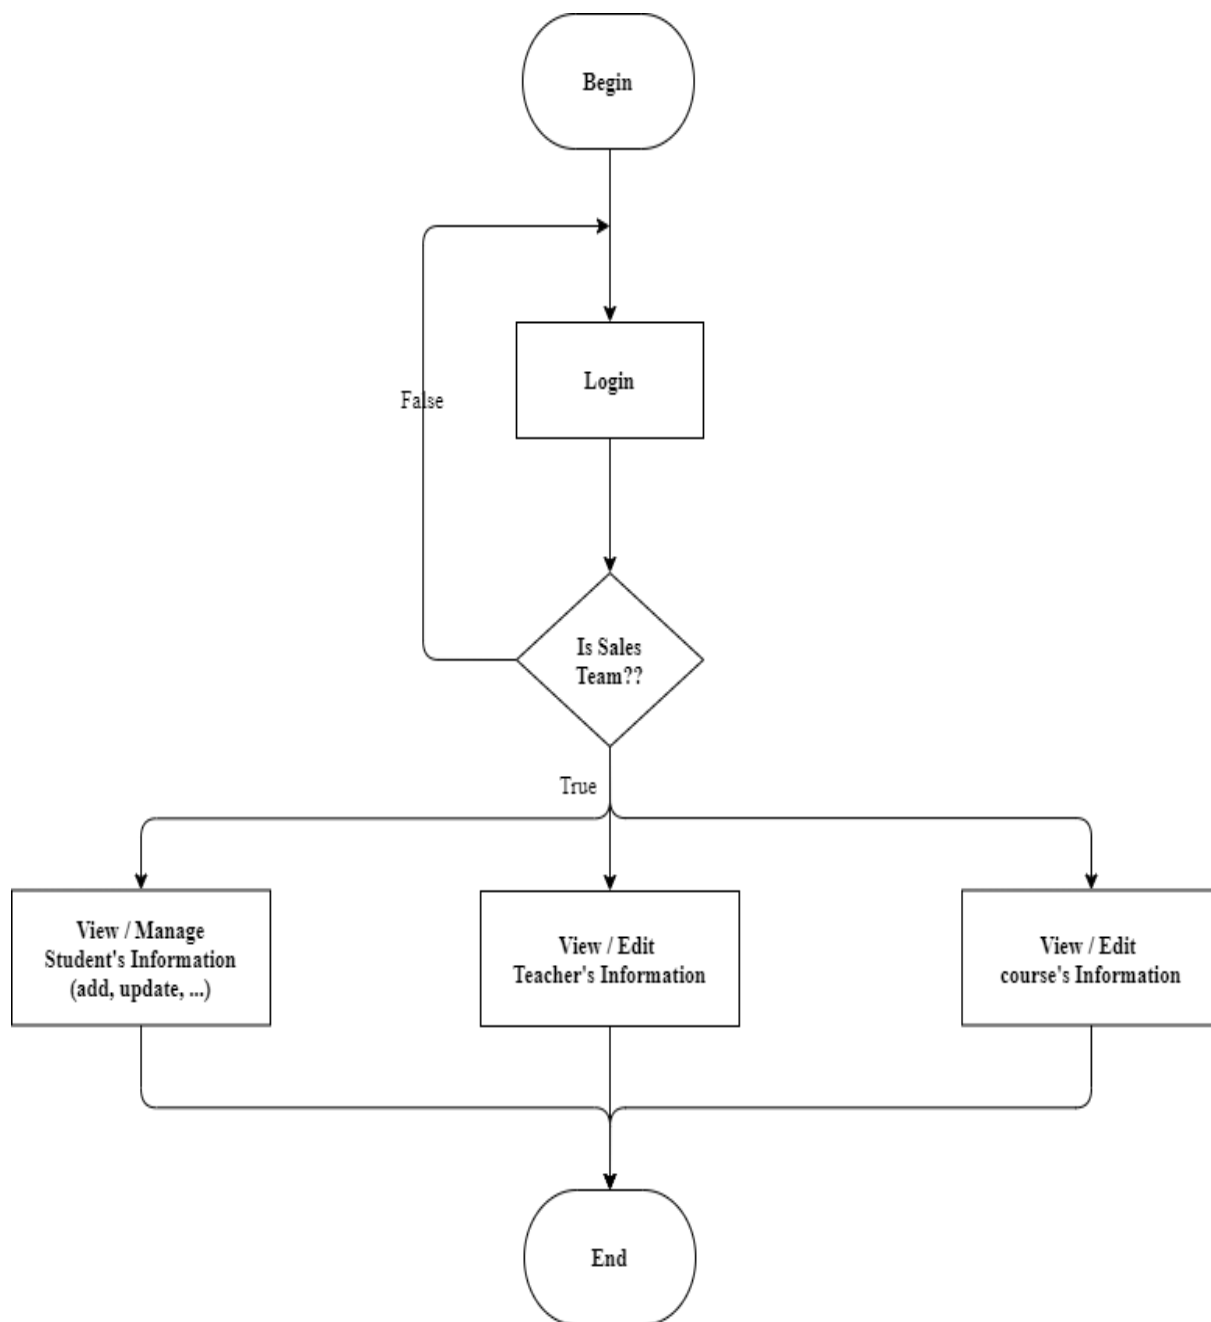 Begin
Login
False
Is Sales
Team??
True
View / Manage
Student's Information
(add, update, ...)
View / Edit
Teacher's Information
View / Edit
course's Information
End